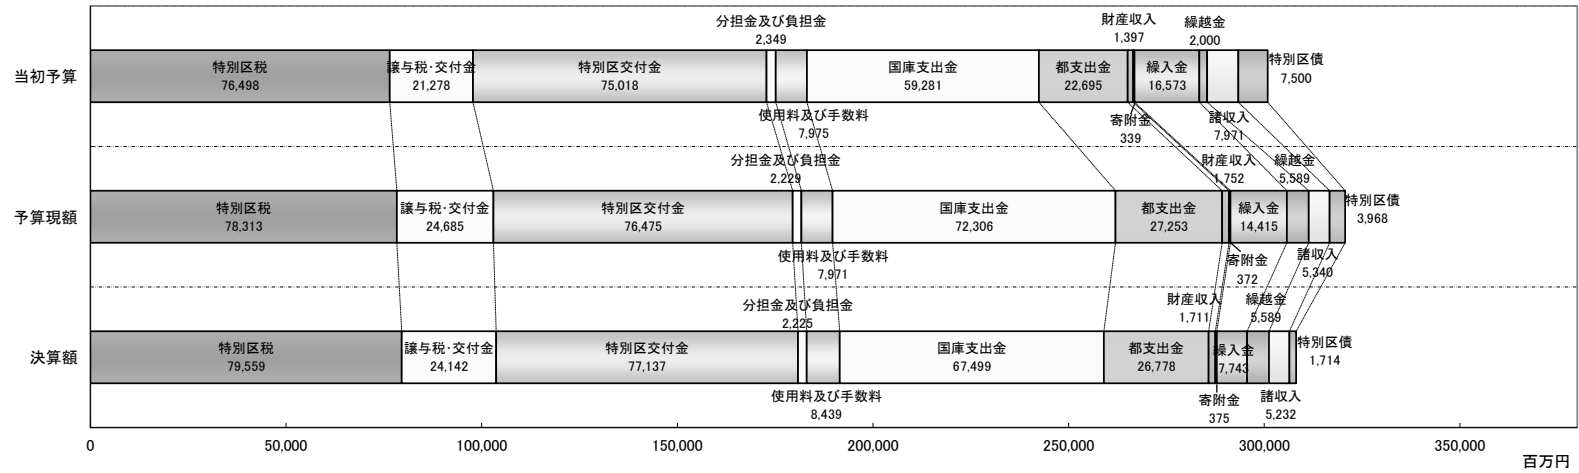 分担金及び負担金
2,349
財産収入
1,397
繰越金
2,000
当初予算
特別区税
76,498
譲与税・交付金
21,278
特別区交付金
75,018
国庫支出金
59,281
都支出金
22,695
繰入金
16,573
特別区債
7,500
使用料及び手数料
7,975
寄附金
339
諸収入
7,971
分担金及び負担金
2,229
財産収入
1,752
繰越金
5,589
予算現額
特別区税
78,313
譲与税・交付金
24,685
特別区交付金
76,475
国庫支出金
72,306
都支出金
27,253
繰入金
14,415
特別区債
3,968
使用料及び手数料
7,971
寄附金
372
諸収入
5,340
分担金及び負担金
2,225
財産収入
1,711
繰越金
5,589
決算額
特別区税
79,559
譲与税・交付金
24,142
特別区交付金
77,137
国庫支出金
67,499
都支出金
26,778
繰入金
7,743
特別区債
1,714
使用料及び手数料
8,439
寄附金
375
諸収入
5,232
0
50,000
100,000
150,000
200,000
250,000
300,000
350,000
百万円